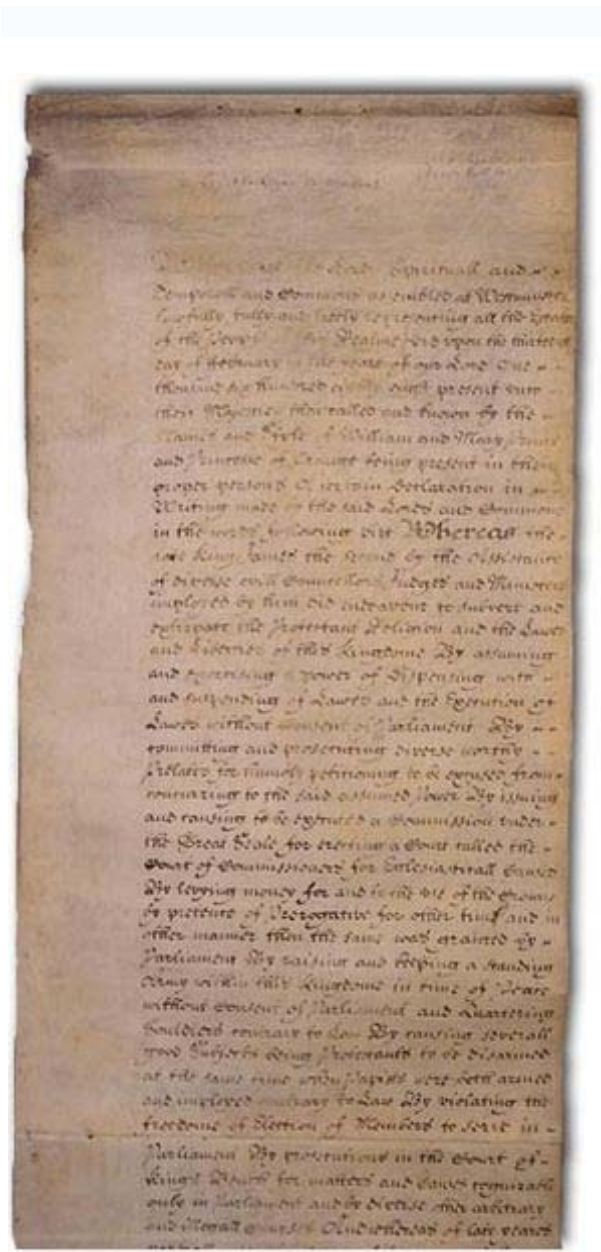 Lords Spirituall and
Temporall and Commons assembled at Westminster
lawfully fully and freely representing all the Estates
of the People Realme upon the thirteenth
day of February in the yeare of our Lord One
thousand six hundred eighty eight present unto
their Majesties then called and known by the
Names and Stile of William and Mary Prince
and Princesse of Orange being present in their
proper persons A certain Declaration in
Writing made by the said Lords and Commons
in the words following vizt Whereas the
late King James the Second by the Assistance
of diverse evill Councellors Judges and Ministers
imployed by him did endeavour to subvert and
extirpate the Protestant Religion and the Lawes
and Liberties of this Kingdome By assuming
and exercising a power of dispensing with
and suspending of Lawes and the Execution of
Lawes without Consent of Parliament By
committing and prosecuting diverse worthy
Prelates for humbly petitioning to be excused from
concurring to the said assumed Power By issuing
and causing to be executed a Commission under
the Great Seale for erecting a Court called the
Court of Commissioners for Ecclesiasticall Causes
By levying money for and to the use of the Crowne
by pretence of Prerogative for other time and in
other manner then the same was granted by
Parliament By raising and keeping a standing
Army within this Kingdome in time of Peace
without Consent of Parliament and Quartering
Souldiers contrary to Law By causing severall
good Subjects being Protestants to be disarmed
at the same time when Papists were both armed
and imployed contrary to Law By violating the
freedome of Election of Members to serve in
Parliament By prosecutions in the Court of
Kings Bench for matters and Causes cognizable
only in Parliament and by diverse other arbitrary
and illegall courses And whereas of late yeares